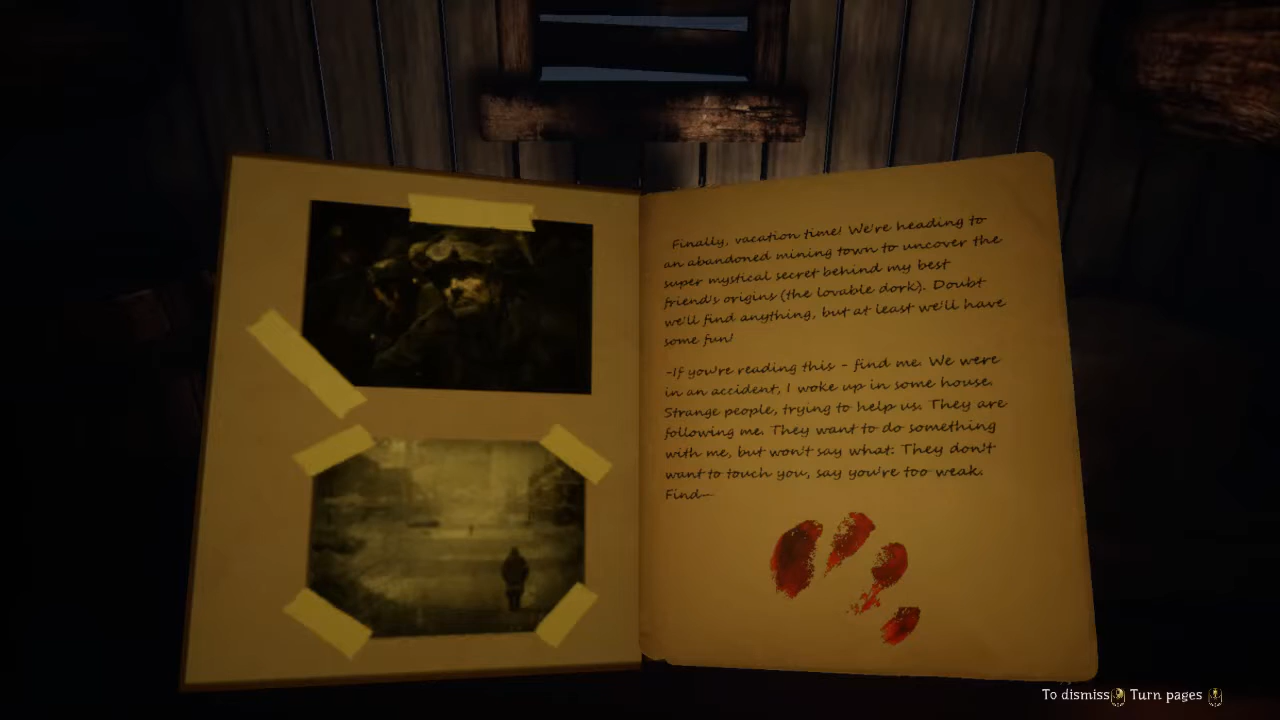 Finally, vacation time! We're heading to
an abandoned mining town to uncover the
super mystical secret behind my best
friend's origins (the lovable dork). Doubt
we'll find anything, but at least we'll have
some fun!
-If you're reading this - find me. We were
in an accident, I woke up in some house.
Strange people, trying to help us. They are
following me. They want to do something
with me, but won't say what. They don't
want to touch you, say you're too weak.
Find--
To dismiss Turn pages